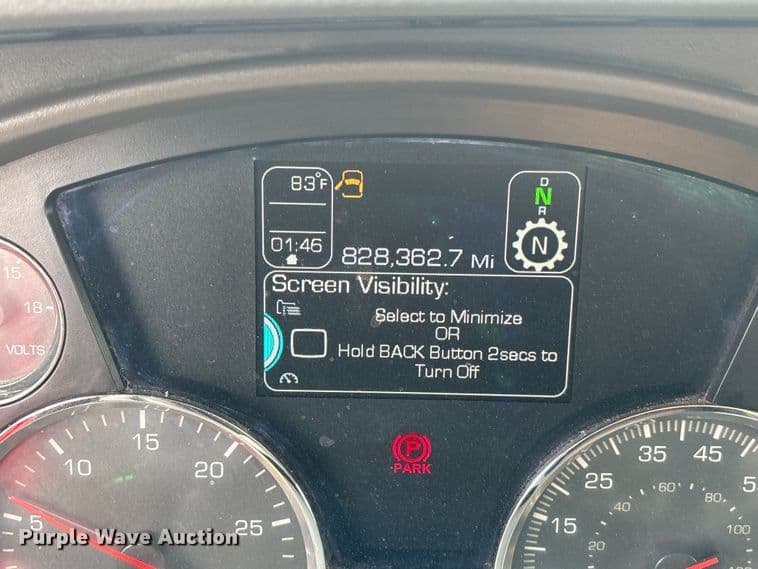 83°F
01:46
828,362.7 Mi
D
N
R
N
Screen Visibility:
Select to Minimize
OR
Hold BACK Button 2secs to
Turn Off
15
18
VOLTS
P
PARK
5
10
15
20
25
15
25
35
45
20
40
60
80
100
Purple Wave Auction